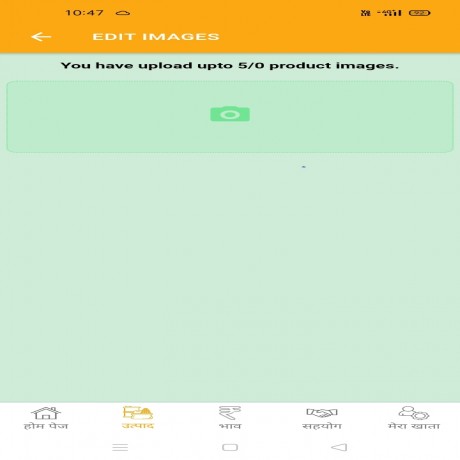 10:47
EDIT IMAGES
You have upload upto 5/0 product images.
होम पेज
उत्पाद
भाव
सहयोग
मेरा खाता